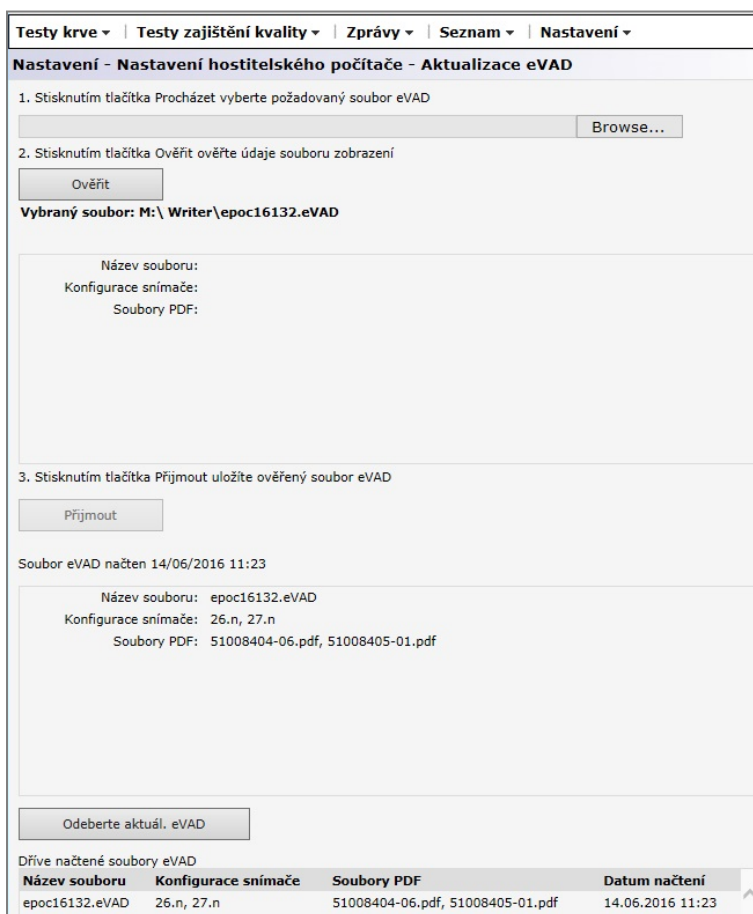 Testy krve | Testy zajištění kvality | Zprávy | Seznam | Nastavení
Nastavení - Nastavení hostitelského počítače - Aktualizace eVAD
1. Stisknutím tlačítka Procházet vyberte požadovaný soubor eVAD
Browse...
2. Stisknutím tlačítka Ověřit ověřte údaje souboru zobrazení
Ověřit
Vybraný soubor: M:\ Writer\epoc16132.eVAD
Název souboru:
Konfigurace snímače:
Soubory PDF:
3. Stisknutím tlačítka Přijmout uložíte ověřený soubor eVAD
Přijmout
Soubor eVAD načten 14/06/2016 11:23
Název souboru: epoc16132.eVAD
Konfigurace snímače: 26.n, 27.n
Soubory PDF: 51008404-06.pdf, 51008405-01.pdf
Odeberte aktuál. eVAD
Dříve načtené soubory eVAD
Název souboru Konfigurace snímače Soubory PDF Datum načtení
epoc16132.eVAD 26.n, 27.n 51008404-06.pdf, 51008405-01.pdf 14.06.2016 11:23